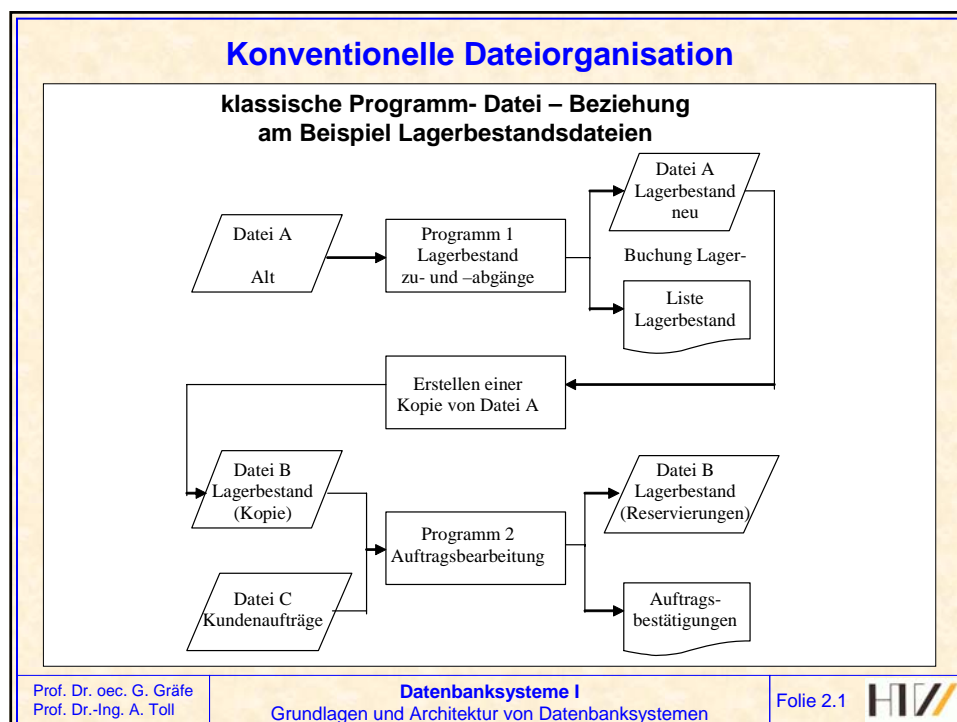 Konventionelle Dateiorganisation
klassische Programm- Datei – Beziehung
am Beispiel Lagerbestandsdateien
Datei A
Alt
Programm 1
Lagerbestand
zu- und –abgänge
Datei A
Lagerbestand
neu
Buchung Lager-
Liste
Lagerbestand
Erstellen einer
Kopie von Datei A
Datei B
Lagerbestand
(Kopie)
Datei C
Kundenaufträge
Programm 2
Auftragsbearbeitung
Datei B
Lagerbestand
(Reservierungen)
Auftrags-
bestätigungen
Prof. Dr. oec. G. Gräfe
Prof. Dr.-Ing. A. Toll
Datenbanksysteme I
Grundlagen und Architektur von Datenbanksystemen
Folie 2.1
HTW